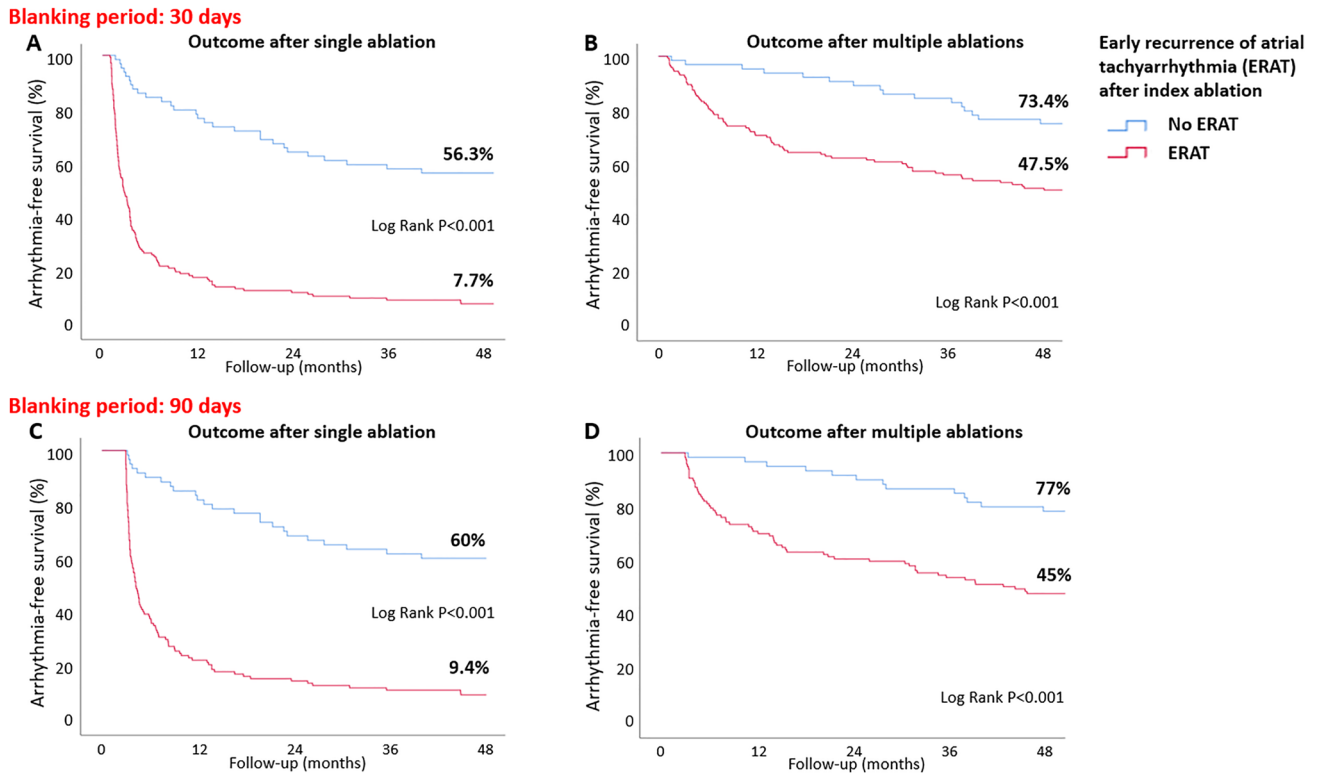 Blanking period: 30 days
A
Outcome after single ablation
Arrhythmia-free survival (%)
100
80
60
40
20
0
56.3%
Log Rank P<0.001
7.7%
0 12 24 36 48
Follow-up (months)
B
Outcome after multiple ablations
Arrhythmia-free survival (%)
100
80
60
40
20
0
73.4%
47.5%
Log Rank P<0.001
0 12 24 36 48
Follow-up (months)
Early recurrence of atrial
tachyarrhythmia (ERAT)
after index ablation
No ERAT
ERAT
Blanking period: 90 days
C
Outcome after single ablation
Arrhythmia-free survival (%)
100
80
60
40
20
0
60%
Log Rank P<0.001
9.4%
0 12 24 36 48
Follow-up (months)
D
Outcome after multiple ablations
Arrhythmia-free survival (%)
100
80
60
40
20
0
77%
45%
Log Rank P<0.001
0 12 24 36 48
Follow-up (months)